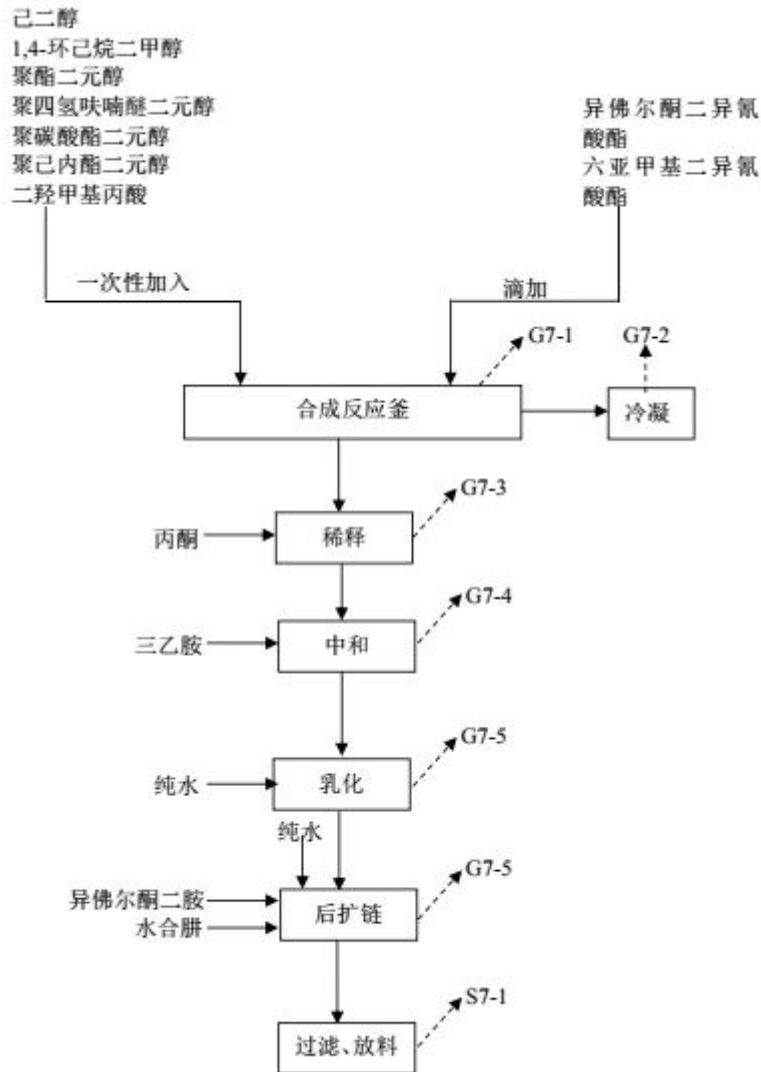 己二醇
1,4-环己烷二甲醇
聚酯二元醇
聚四氢呋喃醚二元醇
聚碳酸酯二元醇
聚己内酯二元醇
二羟甲基丙酸
异佛尔酮二异氰
酸酯
六亚甲基二异氰
酸酯
一次性加入
滴加
G7-1
G7-2
合成反应釜
冷凝
G7-3
丙酮
稀释
G7-4
三乙胺
中和
G7-5
纯水
乳化
纯水
G7-5
异佛尔酮二胺
水合肼
后扩链
S7-1
过滤、放料